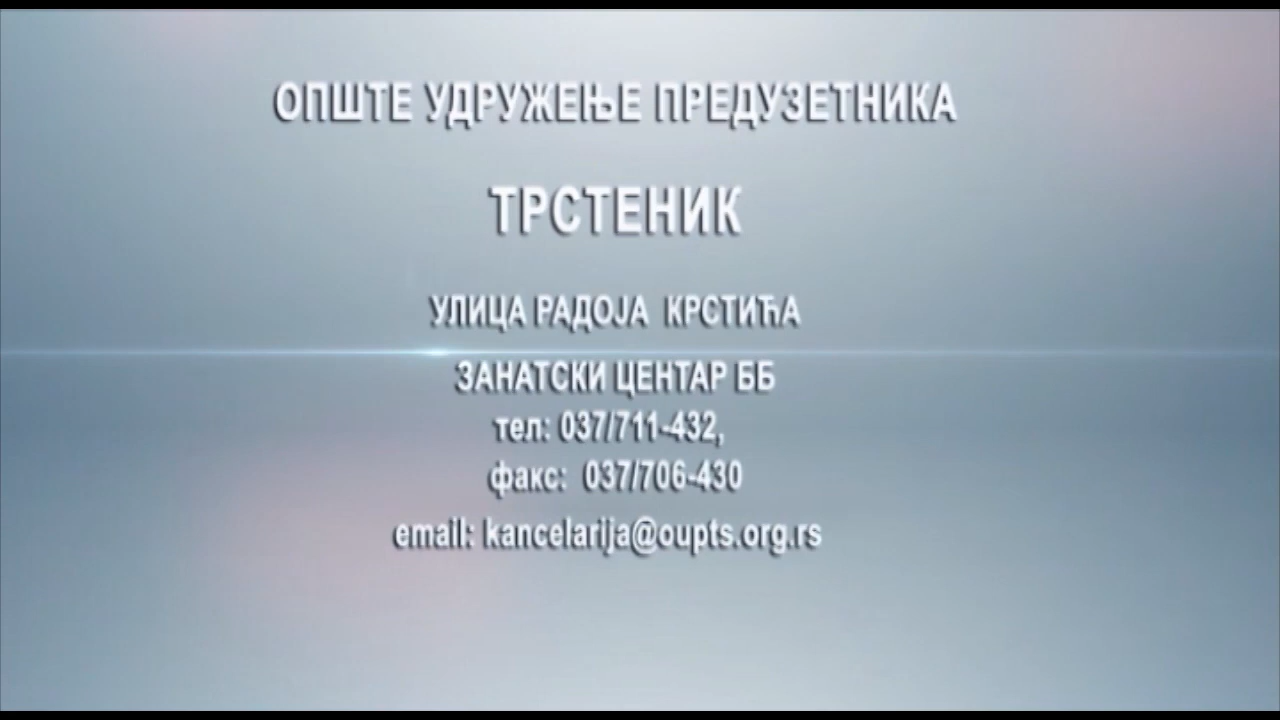 ОПШТЕ УДРУЖЕЊЕ ПРЕДУЗЕТНИКА
ТРСТЕНИК
УЛИЦА РАДОЈА КРСТИЋА
ЗАНАТСКИ ЦЕНТАР ББ
тел: 037/711-432,
факс: 037/706-430
email: kancelarija@oupts.org.rs